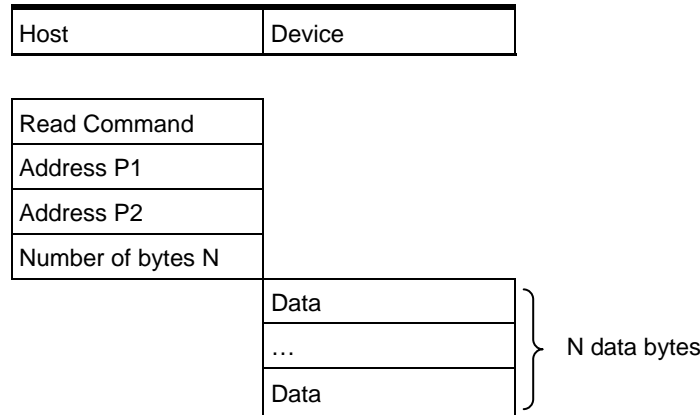 Host Device
Read Command
Address P1
Address P2
Number of bytes N
Data
…
N data bytes
Data